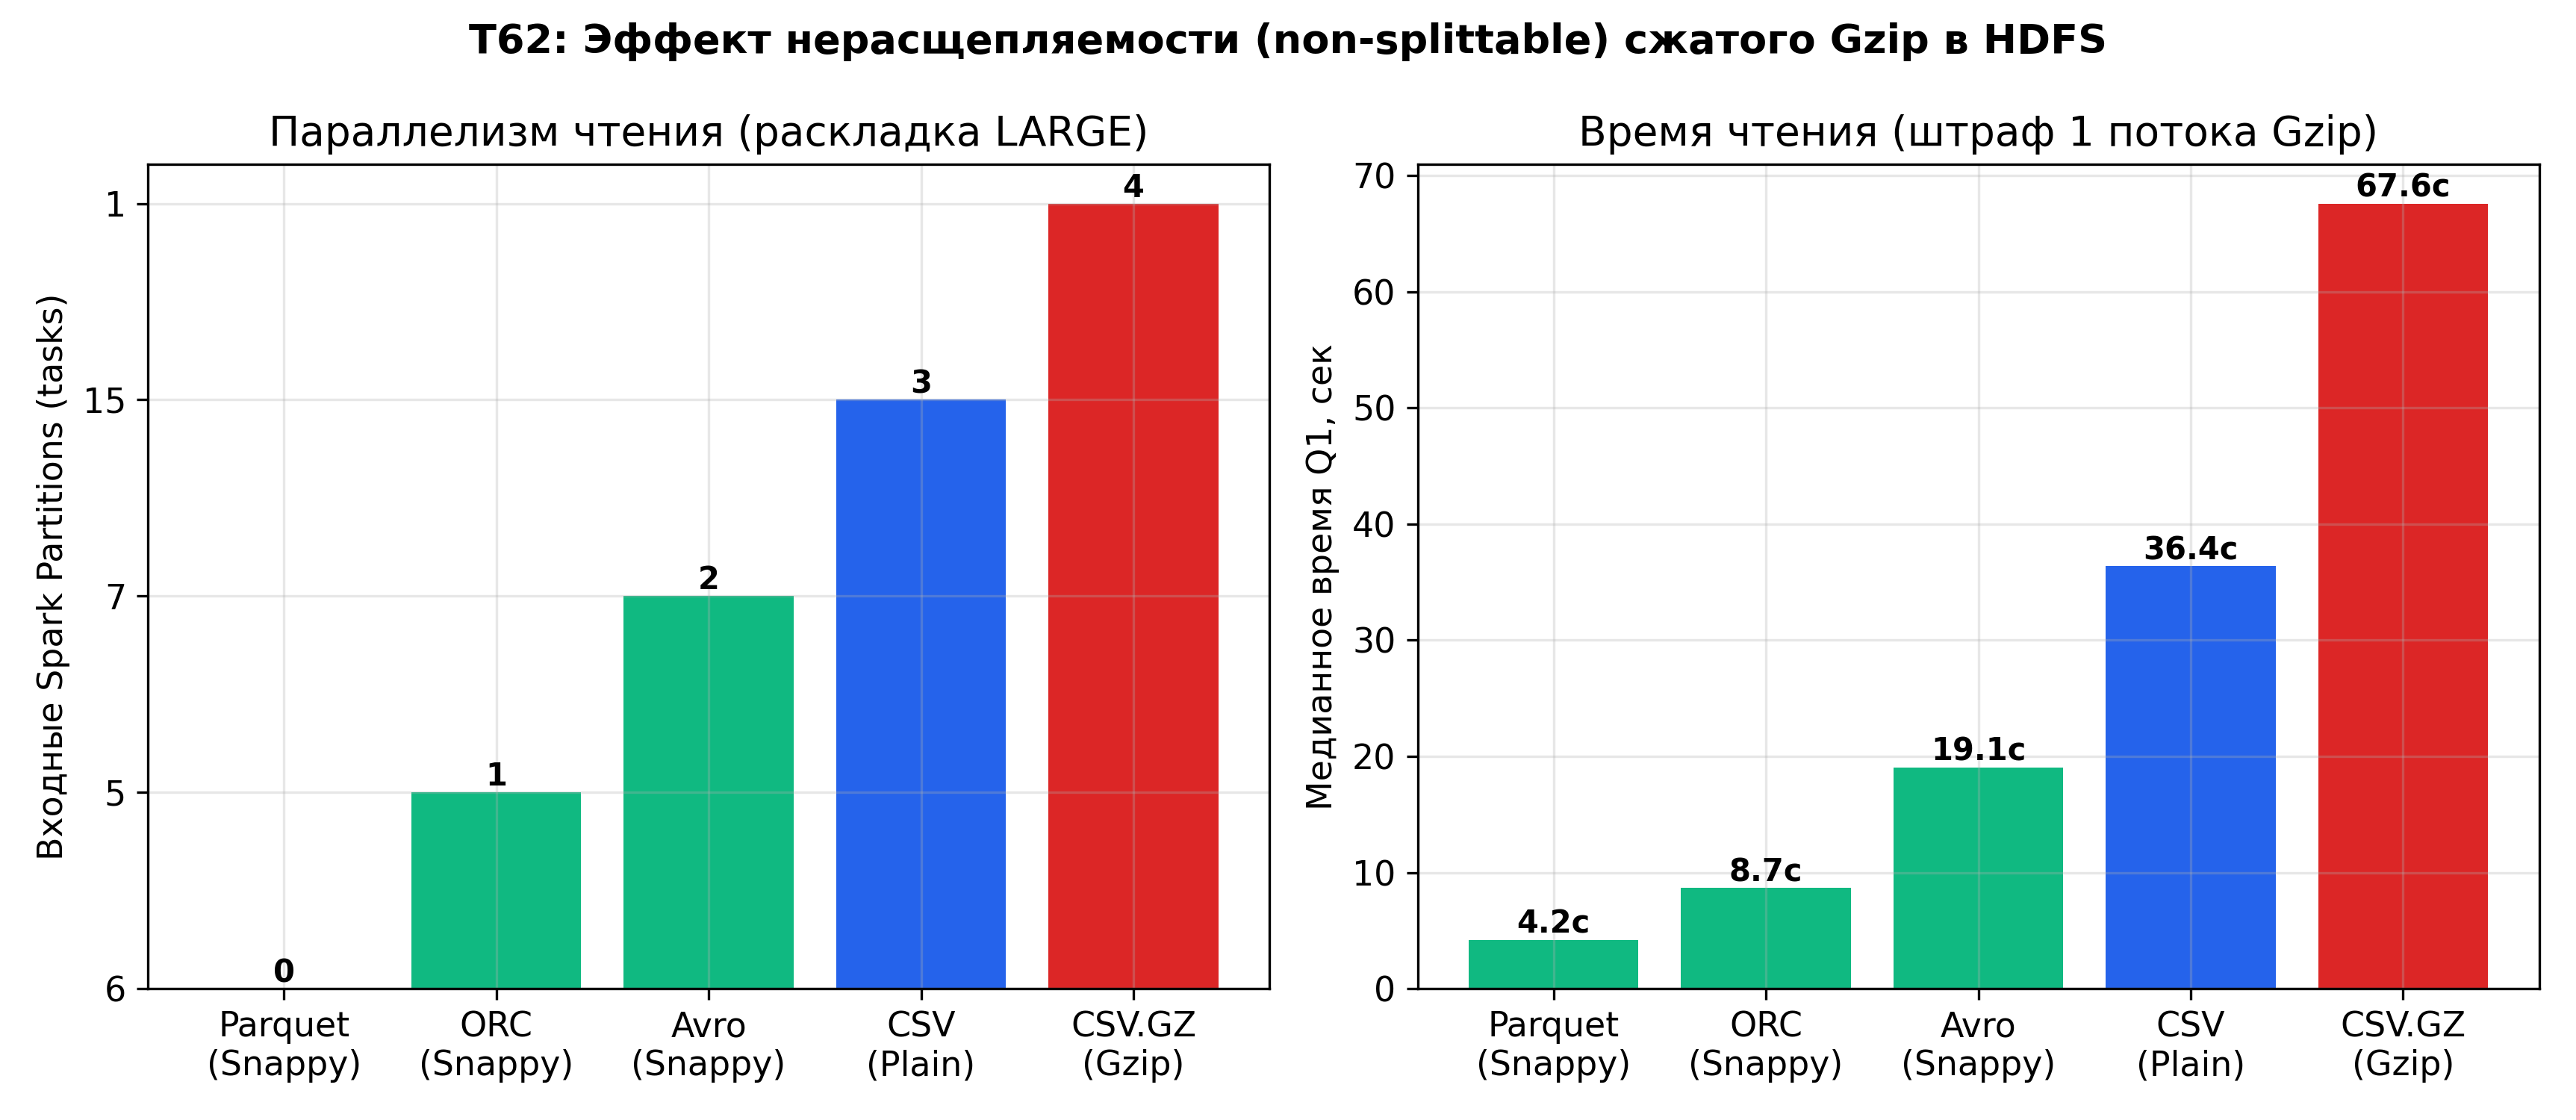 T62: Эффект нерасщепляемости (non-splittable) сжатого Gzip в HDFS
Параллелизм чтения (раскладка LARGE)
Входные Spark Partitions (tasks)
1
15
7
5
6
0
1
2
3
4
Parquet
(Snappy)
ORC
(Snappy)
Avro
(Snappy)
CSV
(Plain)
CSV.GZ
(Gzip)
Время чтения (штраф 1 потока Gzip)
Медианное время Q1, сек
70
60
50
40
30
20
10
0
4.2с
8.7с
19.1с
36.4с
67.6с
Parquet
(Snappy)
ORC
(Snappy)
Avro
(Snappy)
CSV
(Plain)
CSV.GZ
(Gzip)